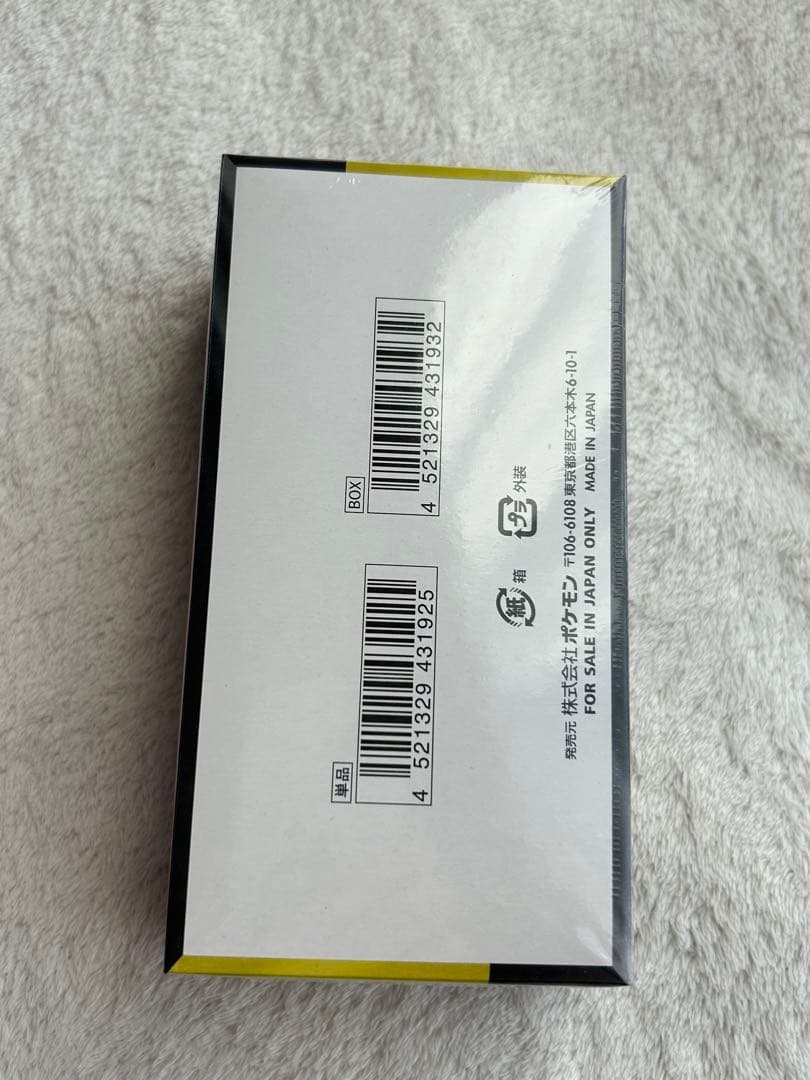 単品
4 521329 431925
BOX
4 521329 431932
紙 箱
プラ 外装
発売元 株式会社 ポケモン 〒106-6108 東京都港区六本木6-10-1
FOR SALE IN JAPAN ONLY MADE IN JAPAN